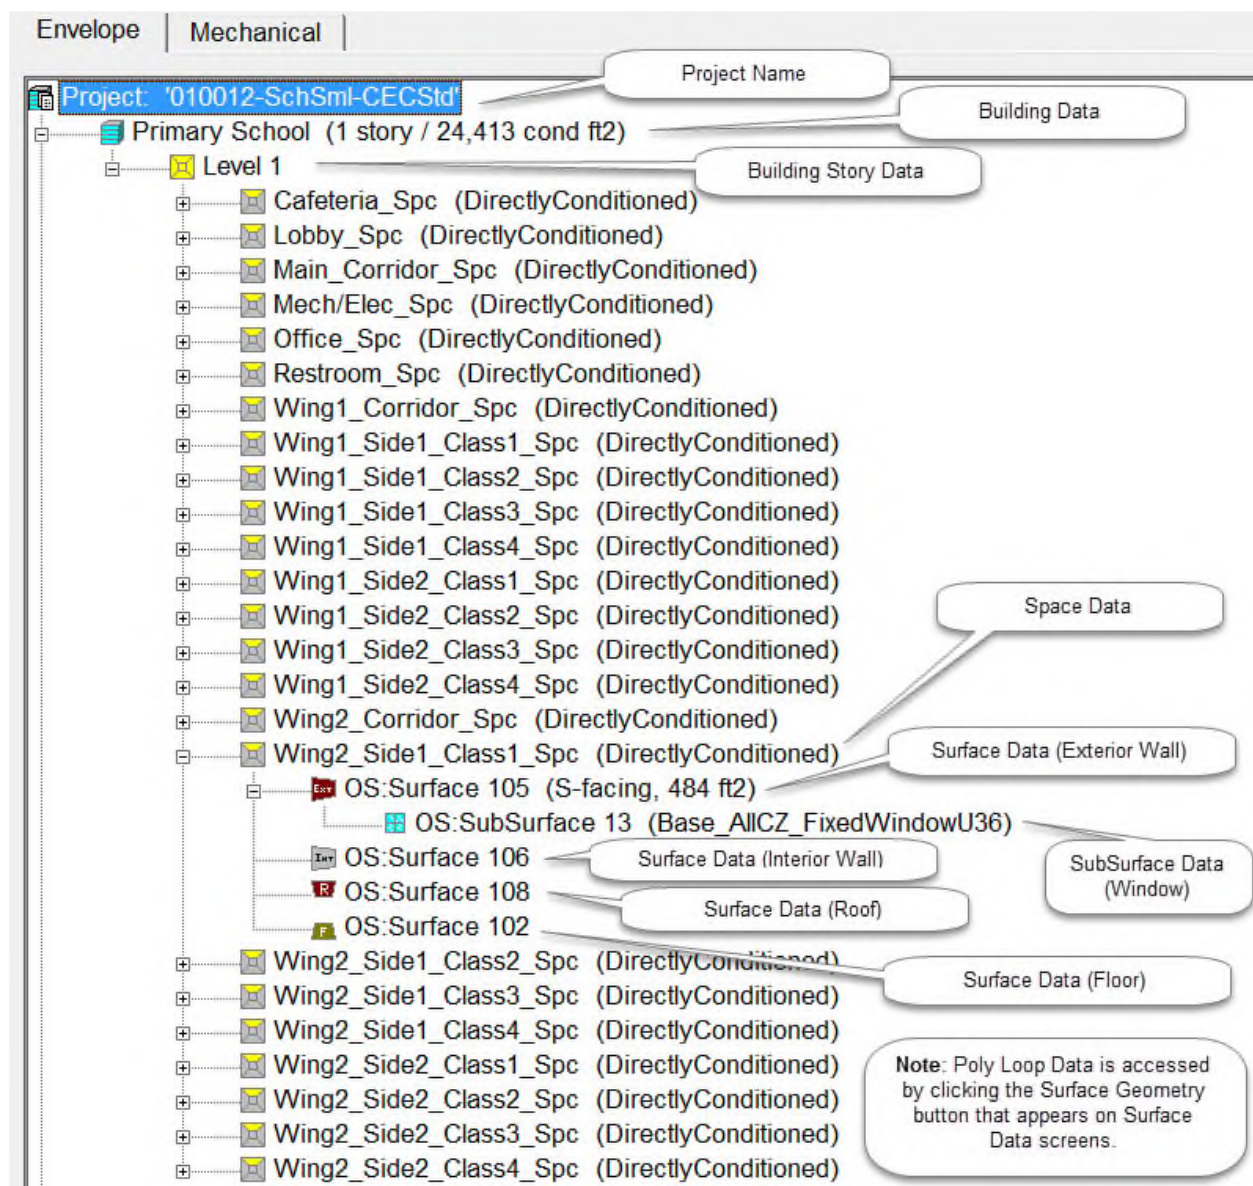 Envelope
Mechanical
Project Name
Project: '010012-SchSml-CECStd'
Building Data
Primary School (1 story / 24,413 cond ft2)
Level 1
Building Story Data
Cafeteria_Spc (DirectlyConditioned)
Lobby_Spc (DirectlyConditioned)
Main_Corridor_Spc (DirectlyConditioned)
Mech/Elec_Spc (DirectlyConditioned)
Office_Spc (DirectlyConditioned)
Restroom_Spc (DirectlyConditioned)
Wing1_Corridor_Spc (DirectlyConditioned)
Wing1_Side1_Class1_Spc (DirectlyConditioned)
Wing1_Side1_Class2_Spc (DirectlyConditioned)
Wing1_Side1_Class3_Spc (DirectlyConditioned)
Wing1_Side1_Class4_Spc (DirectlyConditioned)
Wing1_Side2_Class1_Spc (DirectlyConditioned)
Wing1_Side2_Class2_Spc (DirectlyConditioned)
Space Data
Wing1_Side2_Class3_Spc (DirectlyConditioned)
Wing1_Side2_Class4_Spc (DirectlyConditioned)
Wing2_Corridor_Spc (DirectlyConditioned)
Wing2_Side1_Class1_Spc (DirectlyConditioned)
Surface Data (Exterior Wall)
EXT
OS:Surface 105 (S-facing, 484 ft2)
OS:SubSurface 13 (Base_AllCZ_FixedWindowU36)
INT
OS:Surface 106
Surface Data (Interior Wall)
SubSurface Data
(Window)
R
OS:Surface 108
Surface Data (Roof)
F
OS:Surface 102
Wing2_Side1_Class2_Spc (DirectlyConditioned)
Surface Data (Floor)
Wing2_Side1_Class3_Spc (DirectlyConditioned)
Wing2_Side1_Class4_Spc (DirectlyConditioned)
Wing2_Side2_Class1_Spc (DirectlyConditioned)
Wing2_Side2_Class2_Spc (DirectlyConditioned)
Wing2_Side2_Class3_Spc (DirectlyConditioned)
Wing2_Side2_Class4_Spc (DirectlyConditioned)
Note: Poly Loop Data is accessed
by clicking the Surface Geometry
button that appears on Surface
Data screens.